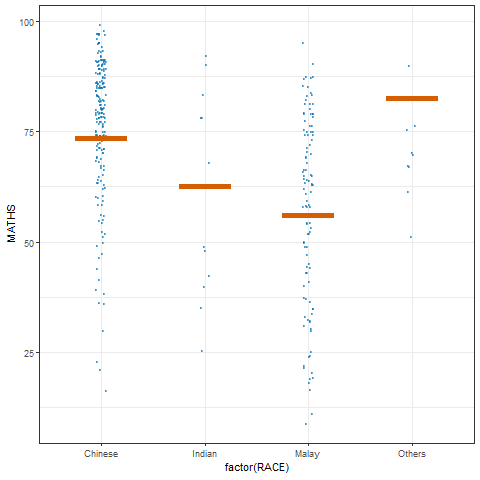 100
75
50
25
MATHS
Chinese
Indian
Malay
Others
factor(RACE)